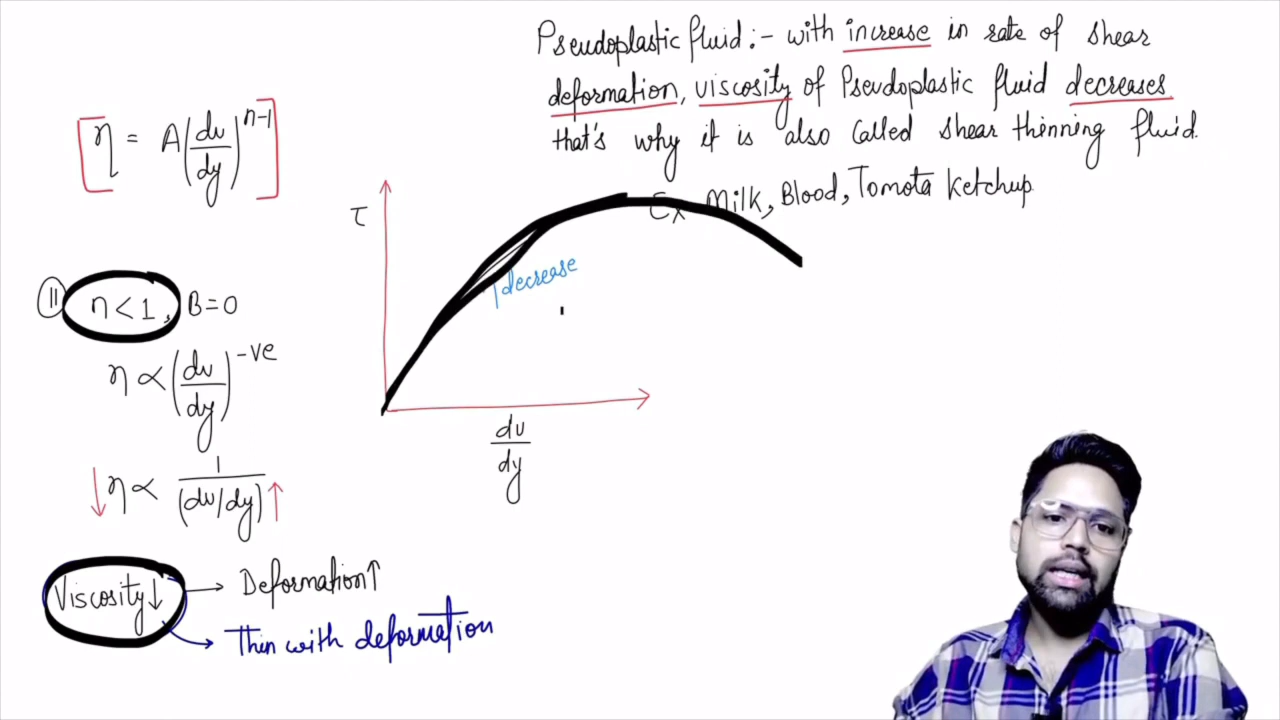 Pseudoplastic fluid :- with increase in rate of shear
deformation, viscosity of Pseudoplastic fluid decreases
that's why it is also called shear thinning fluid.
Ex Milk, Blood, Tomota Ketchup
[η = A(du/dy)^n-1]
τ
decrease
du/dy
II n<1, B=0
η ∝ (du/dy)^-ve
↓η ∝ 1/(du/dy)↑
Viscosity↓ → Deformation↑
→ Thin with deformation